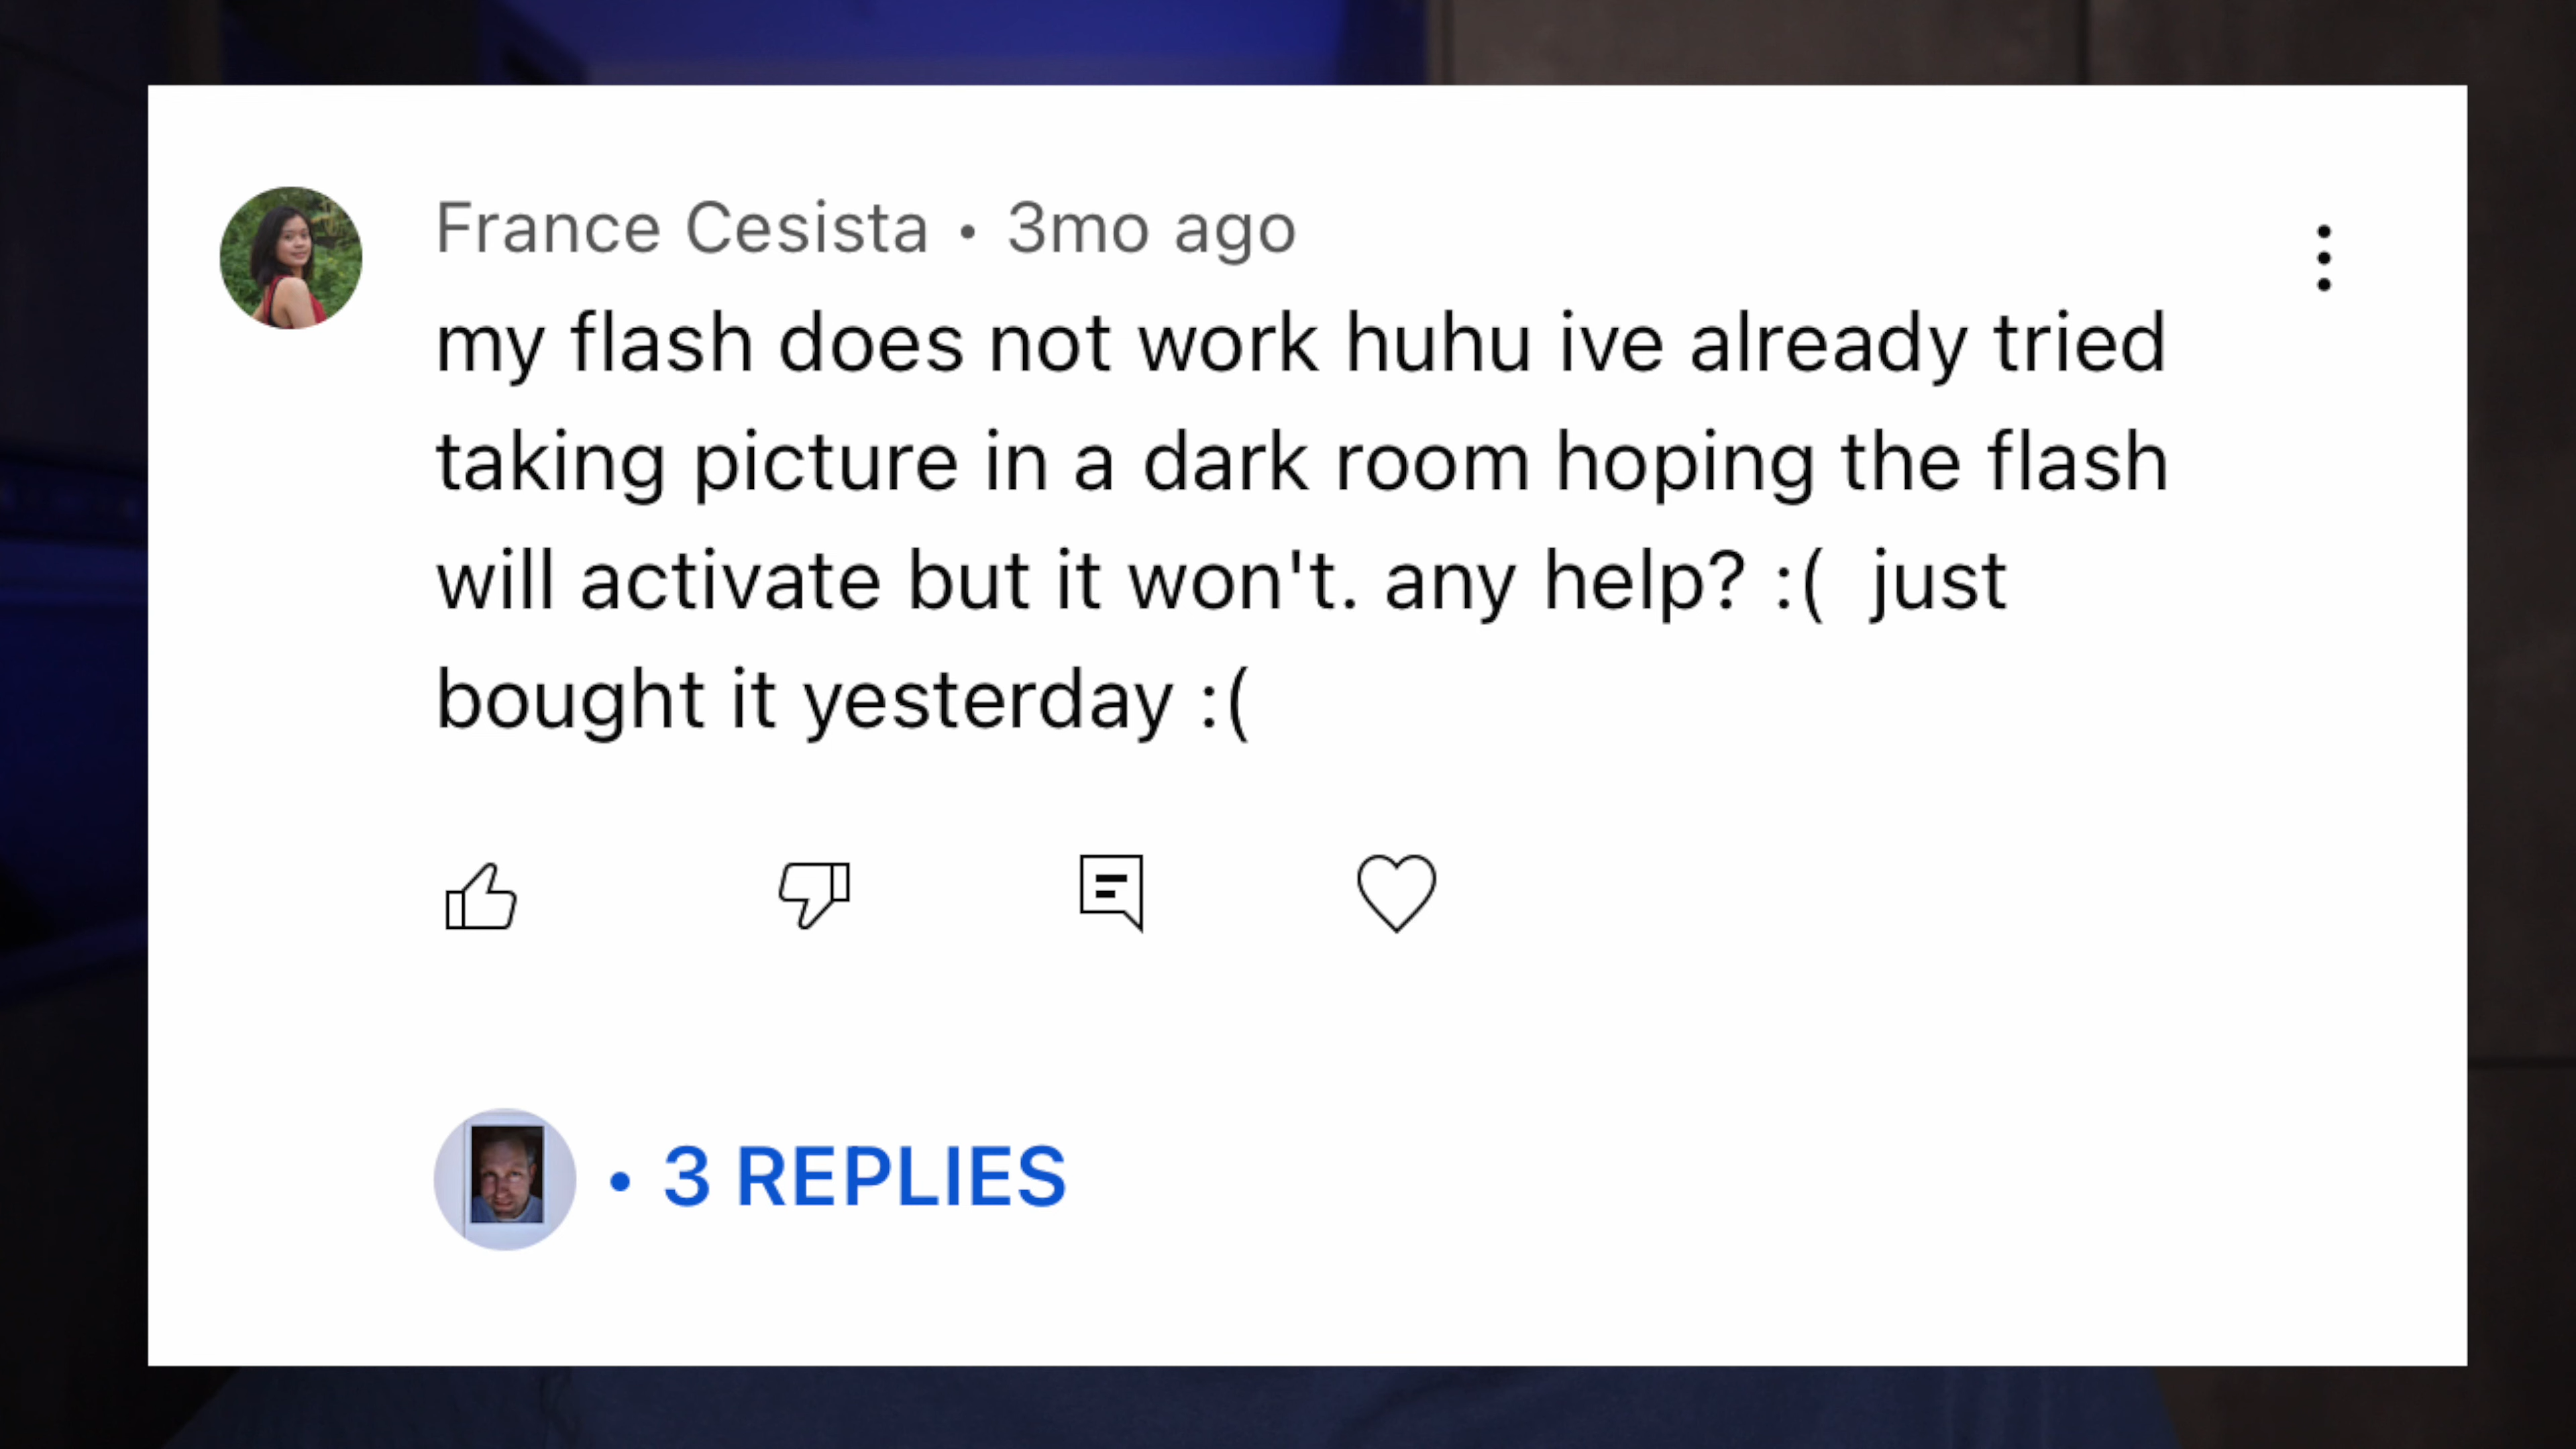 France Cesista • 3mo ago
my flash does not work huhu ive already tried
taking picture in a dark room hoping the flash
will activate but it won't. any help? :(  just
bought it yesterday :(
• 3 REPLIES